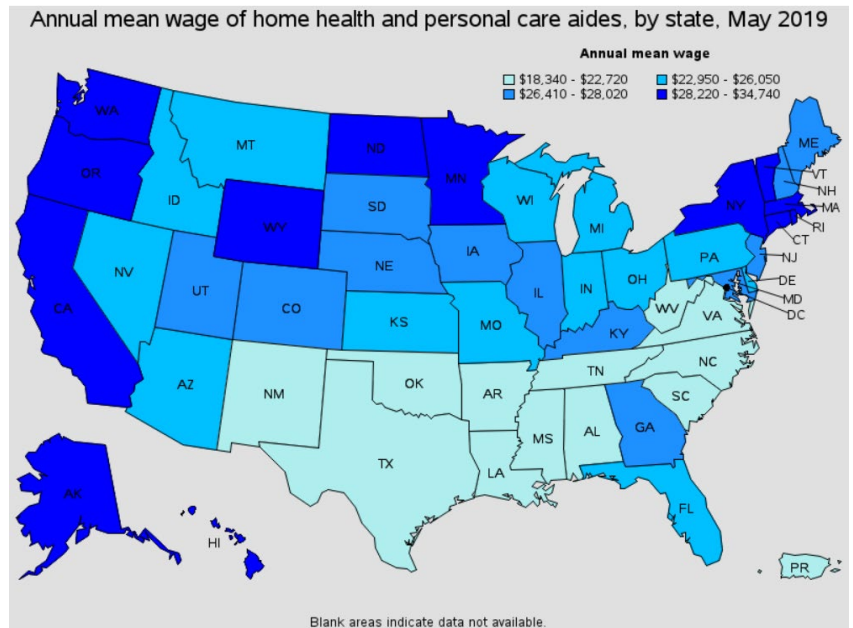 Annual mean wage of home health and personal care aides, by state, May 2019
Annual mean wage
$18,340 - $22,720
$22,950 - $26,050
$26,410 - $28,020
$28,220 - $34,740
WA
MT
ND
ME
OR
MN
VT
ID
SD
WI
NH
WY
NY
MA
MI
RI
CT
IA
PA
NJ
NV
NE
OH
DE
UT
IL
IN
MD
CO
WV
DC
CA
KS
MO
VA
KY
AZ
OK
TN
NC
NM
AR
SC
MS
AL
GA
TX
LA
AK
FL
HI
PR
Blank areas indicate data not available.